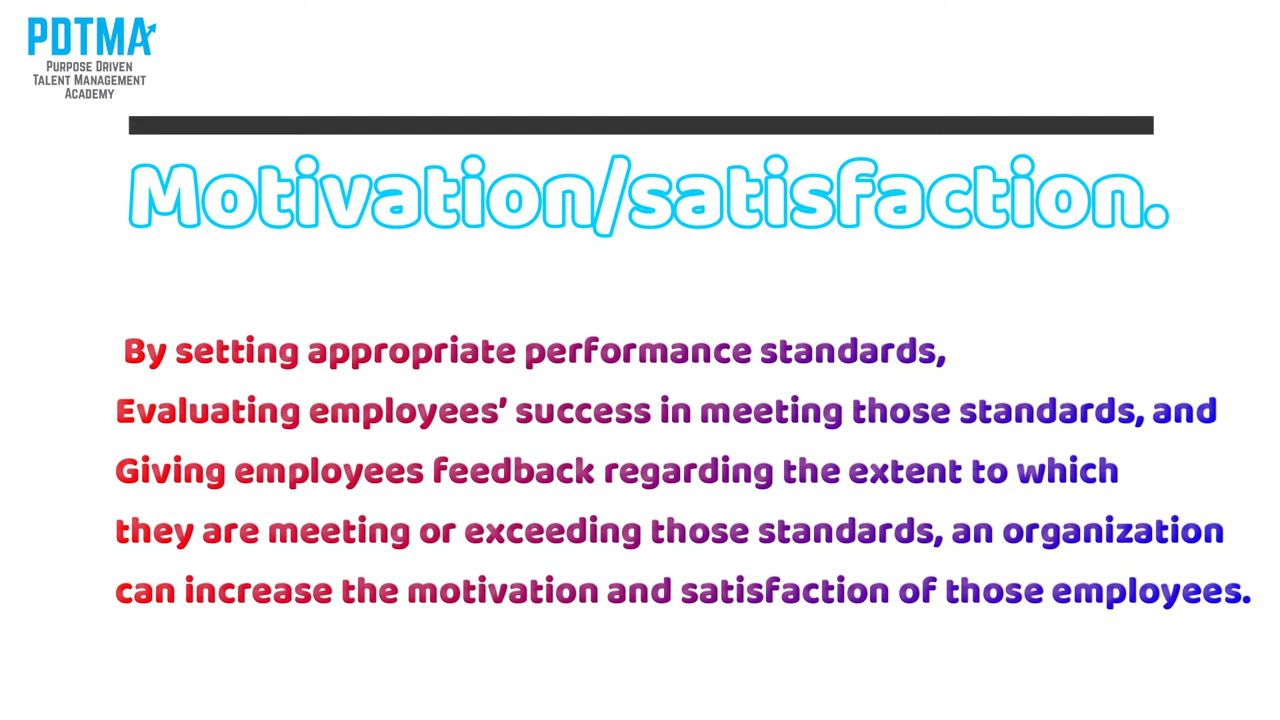 PDTMA
PURPOSE DRIVEN
TALENT MANAGEMENT
ACADEMY
Motivation/satisfaction.
By setting appropriate performance standards,
Evaluating employees’ success in meeting those standards, and
Giving employees feedback regarding the extent to which
they are meeting or exceeding those standards, an organization
can increase the motivation and satisfaction of those employees.